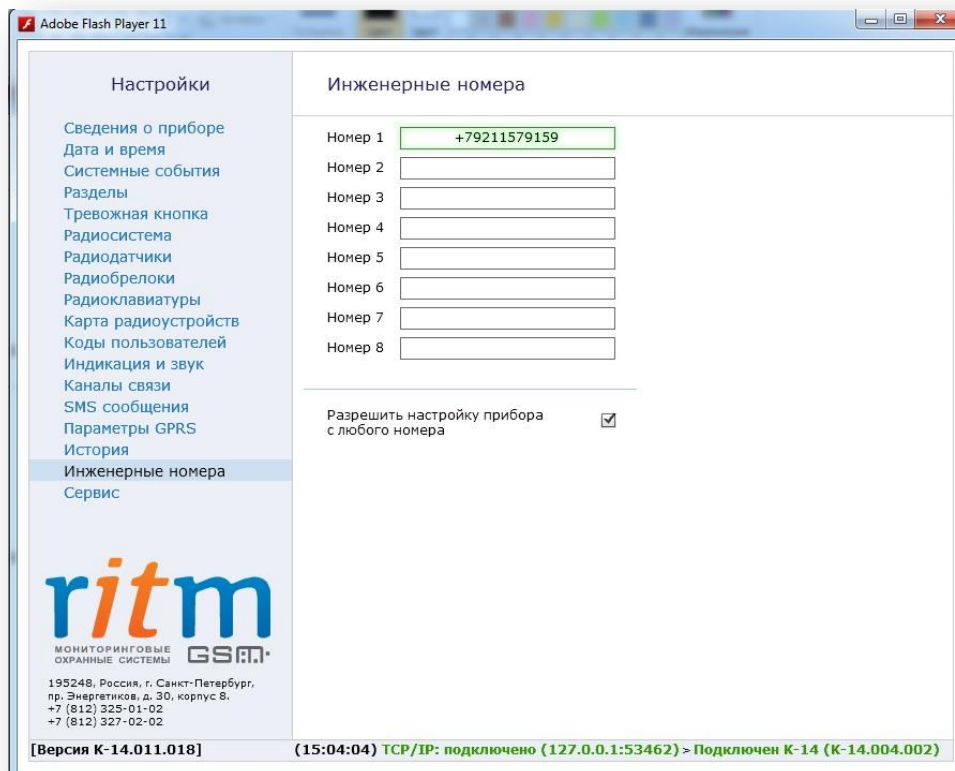 Adobe Flash Player 11
Настройки
Сведения о приборе
Дата и время
Системные события
Разделы
Тревожная кнопка
Радиосистема
Радиодатчики
Радиобрелоки
Радиоклавиатуры
Карта радиоустройств
Коды пользователей
Индикация и звук
Каналы связи
SMS сообщения
Параметры GPRS
История
Инженерные номера
Сервис
ritm
МОНИТОРИНГОВЫЕ
ОХРАННЫЕ СИСТЕМЫ
GSM
195248, Россия, г. Санкт-Петербург,
пр. Энергетиков, д. 30, корпус 8.
+7 (812) 325-01-02
+7 (812) 327-02-02
Инженерные номера
Номер 1 +79211579159
Номер 2
Номер 3
Номер 4
Номер 5
Номер 6
Номер 7
Номер 8
Разрешить настройку прибора
с любого номера
[Версия K-14.011.018] (15:04:04) TCP/IP: подключено (127.0.0.1:53462) > Подключен K-14 (K-14.004.002)